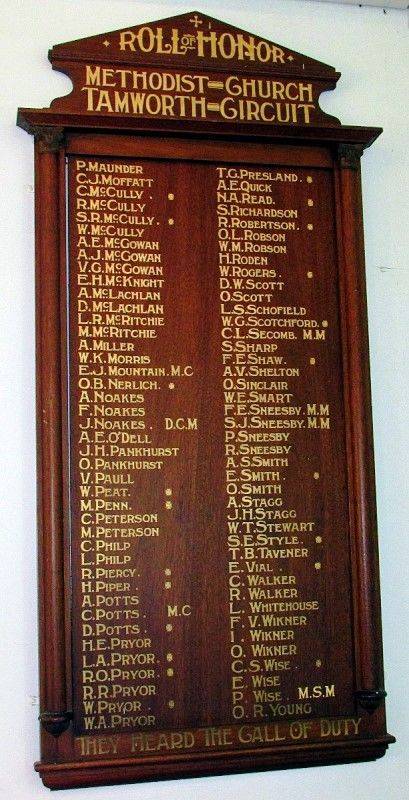 ROLL OF HONOR
METHODIST=CHURCH
TAMWORTH=CIRCUIT
P. MAUNDER
C.J. MOFFATT
C. McCULLY.
R. McCULLY
S.R. McCULLY.
W. McCULLY
A.E. McGOWAN
A.J. McGOWAN
V.G. McGOWAN
E.H. McKNIGHT
A. McLACHLAN
D. McLACHLAN
L.R. McRITCHIE
M. McRITCHIE
A. MILLER
W.K. MORRIS
E.J. MOUNTAIN. M.C
O.B. NERLICH.
A. NOAKES
F. NOAKES
J. NOAKES. D.C.M
A.E. O'DELL
J.H. PANKHURST
O. PANKHURST
V. PAULL
W. PEAT.
M. PENN.
C. PETERSON
M. PETERSON
C. PHILP
L. PHILP
R. PIERCY.
H. PIPER.
A. POTTS
C. POTTS. M.C
D. POTTS.
H.E. PRYOR
L.A. PRYOR.
R.O. PRYOR.
R.R. PRYOR
W. PRYOR.
W.A. PRYOR
T.G. PRESLAND.
A.E. QUICK
N.A. READ.
S. RICHARDSON
R. ROBERTSON.
O.L. ROBSON
W.M. ROBSON
H. RODEN
W. ROGERS.
D.W. SCOTT
O. SCOTT
L.S. SCHOFIELD
W.G. SCOTCHFORD.
C.L. SECOMB. M.M
S. SHARP
F.E. SHAW.
A.V. SHELTON
O. SINCLAIR
W.E. SMART
F.E. SNEESBY. M.M
S.J. SNEESBY. M.M
P. SNEESBY
R. SNEESBY
A.S. SMITH
E. SMITH.
O. SMITH
A. STAGG
J.H. STAGG
W.T. STEWART
S.E. STYLE.
T.B. TAVENER
E. VIAL.
C. WALKER
R. WALKER
L. WHITEHOUSE
F.V. WIKNER
I. WIKNER
O. WIKNER
C.S. WISE.
E. WISE
P. WISE. M.S.M
O.R. YOUNG
THEY HEARD THE CALL OF DUTY